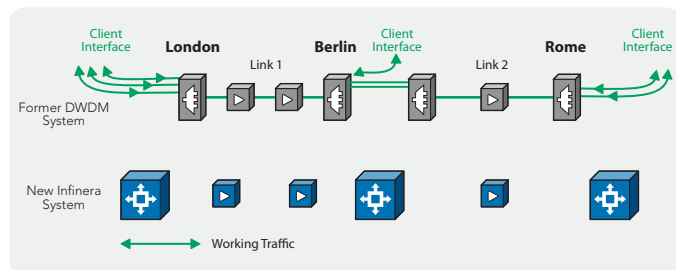 Client
Interface
London
Link 1
Berlin
Client
Interface
Link 2
Rome
Client
Interface
Former DWDM
System
New Infinera
System
Working Traffic